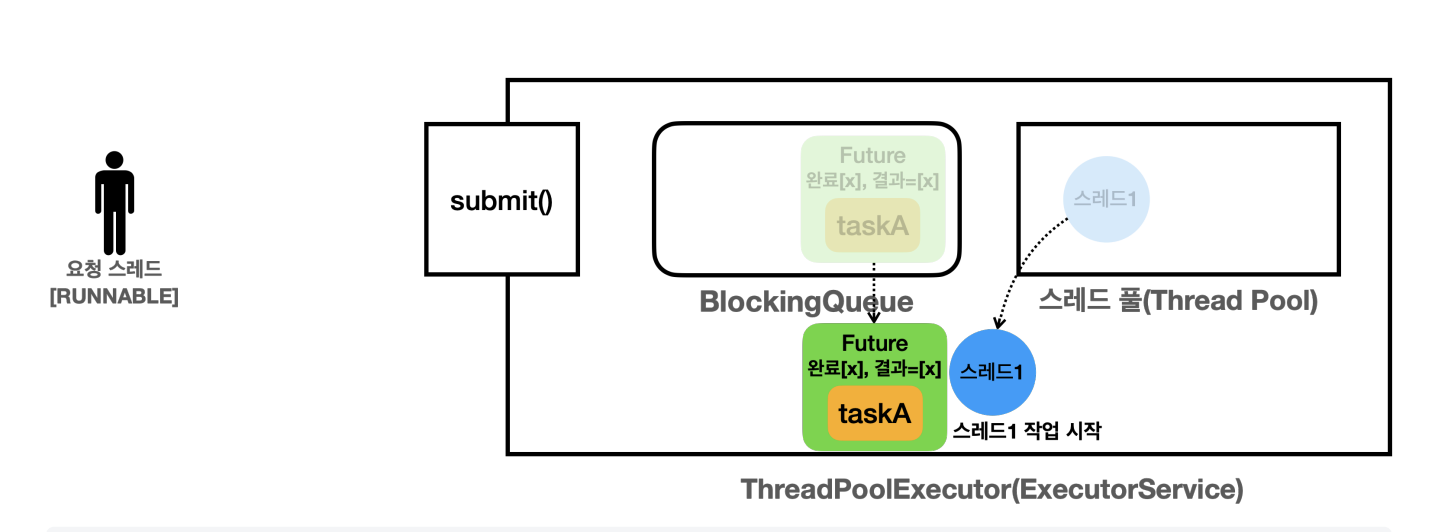 요청 스레드
[RUNNABLE]
submit()
Future
완료[x], 결과=[x]
taskA
BlockingQueue
스레드1
스레드 풀(Thread Pool)
Future
완료[x], 결과=[x]
taskA
스레드1
스레드1 작업 시작
ThreadPoolExecutor(ExecutorService)